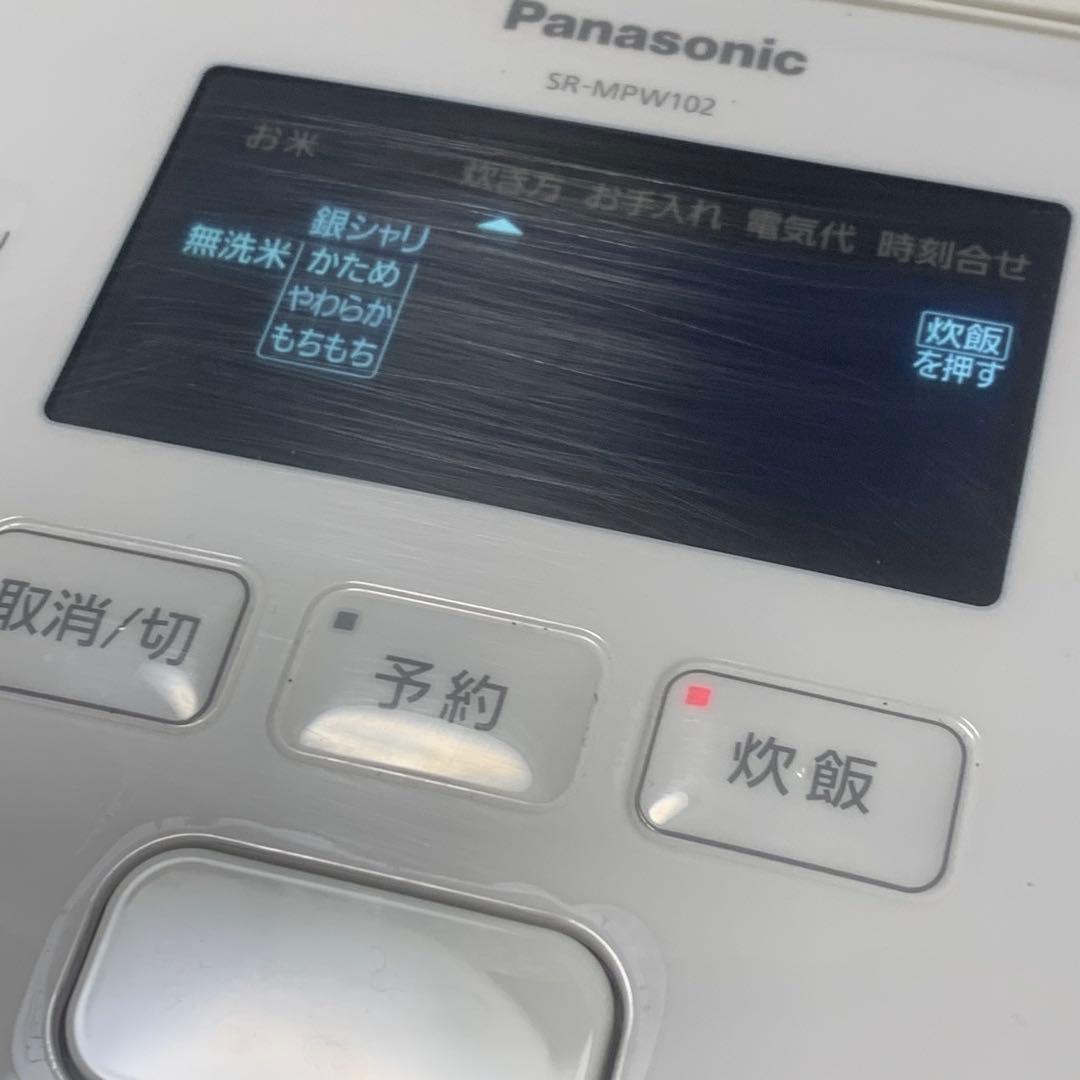 Panasonic
SR-MPW102
お米 炊き方 お手入れ 電気代 時刻合せ
無洗米
銀シャリ
かため
やわらか
もちもち
炊飯
を押す
取消/切
予約
炊飯